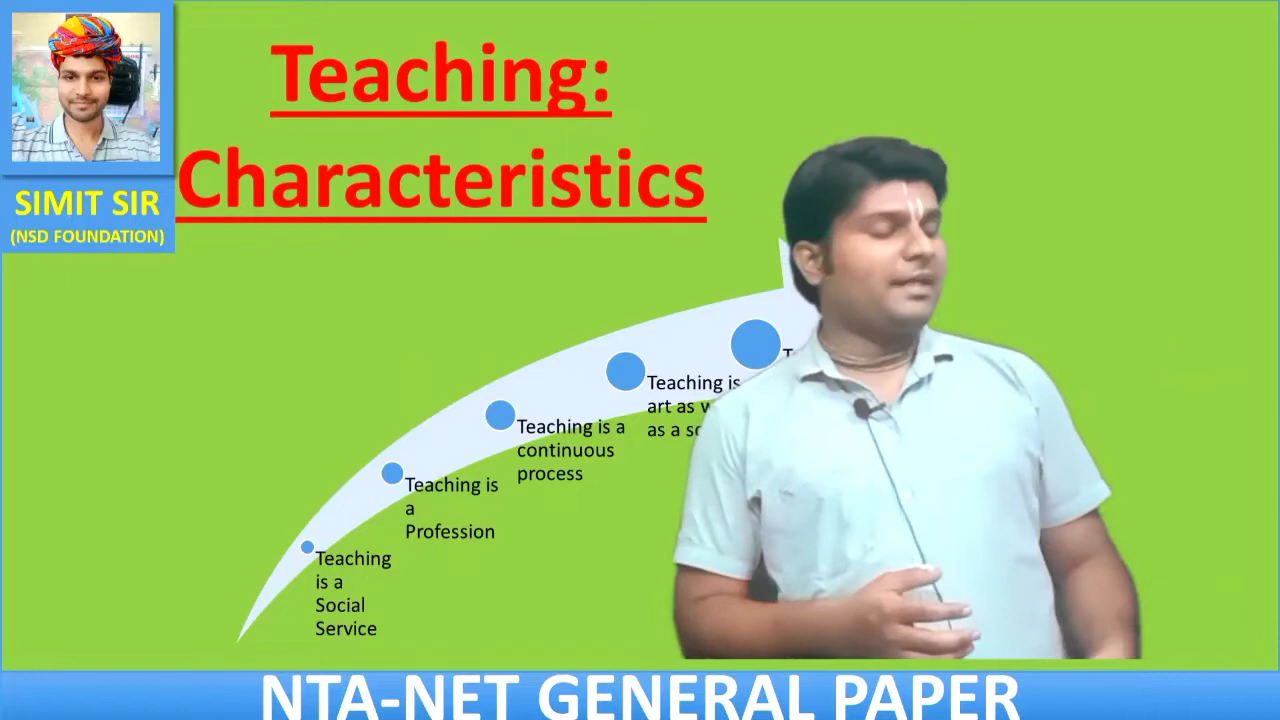 Teaching:
Characteristics
SIMIT SIR
(NSD FOUNDATION)
Teaching is
art as
as a
Teaching is a
continuous
process
Teaching is
a
Profession
Teaching
is a
Social
Service
NTA-NET GENERAL PAPER